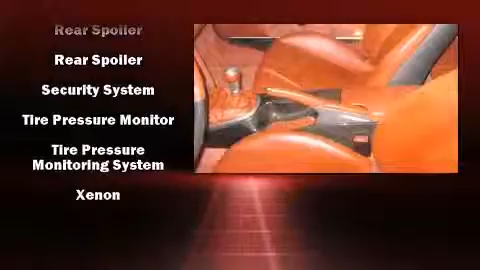 Rear Spoiler
Rear Spoiler
Security System
Tire Pressure Monitor
Tire Pressure
Monitoring System
Xenon